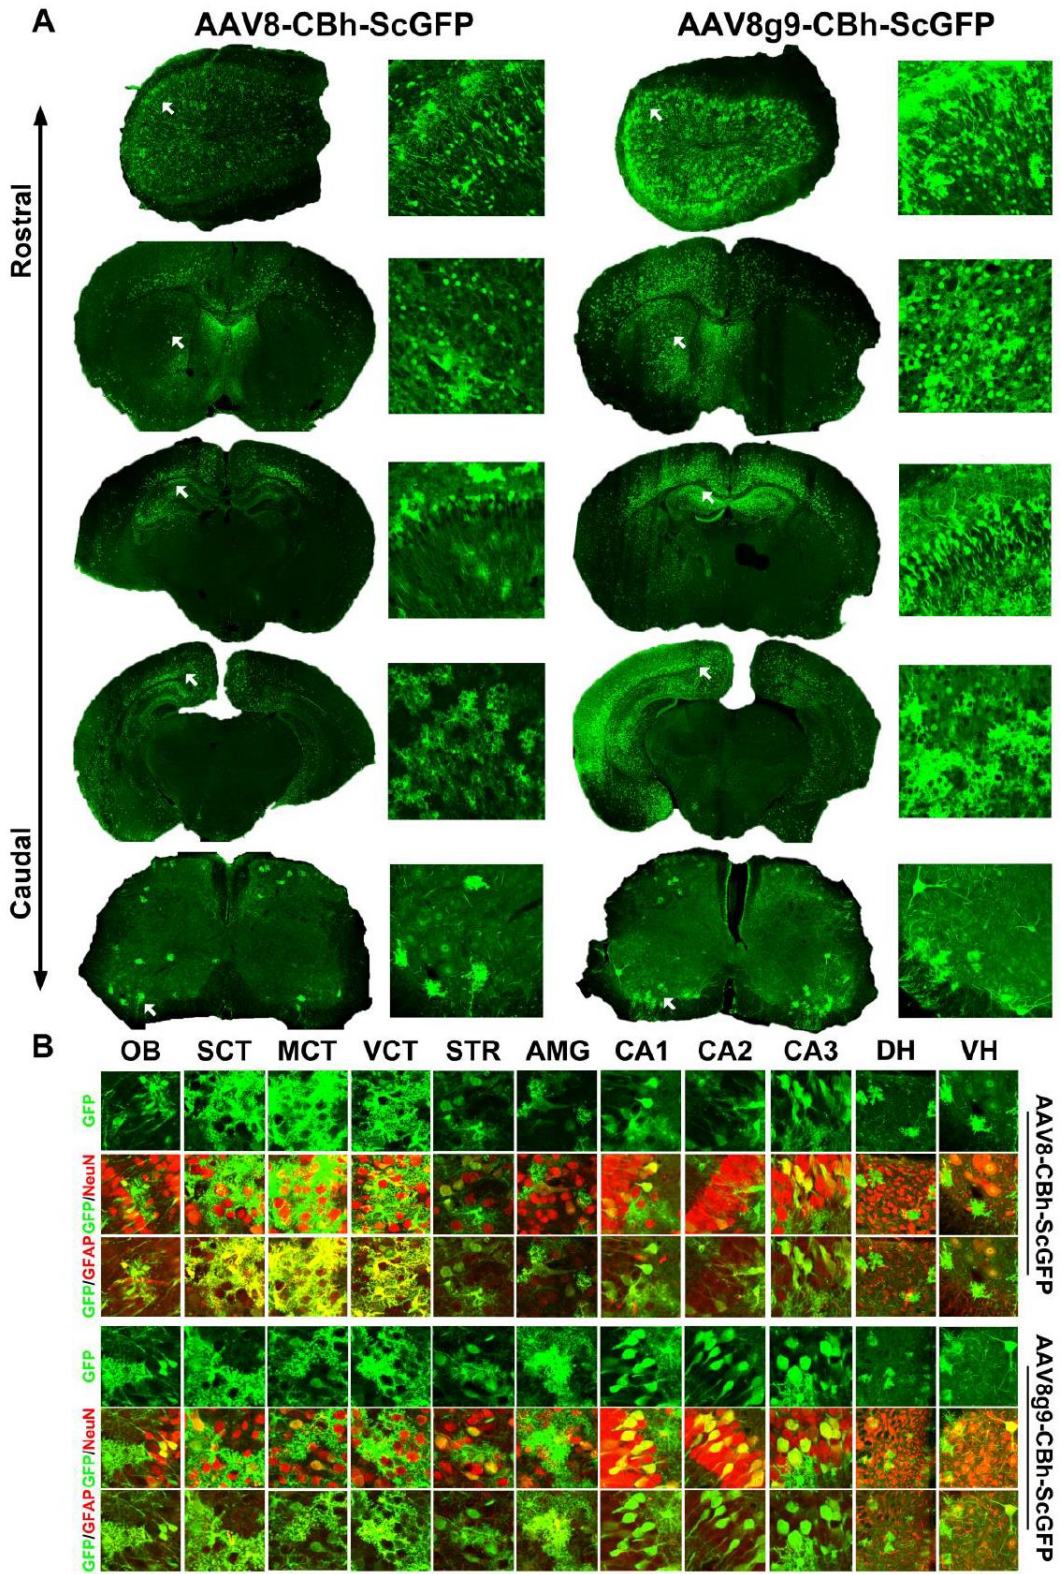 A
AAV8-CBh-ScGFP
AAV8g9-CBh-ScGFP
Rostral
Caudal
B
OB SCT MCT VCT STR AMG CA1 CA2 CA3 DH VH
GFP
GFP/NeuN
GFP/GFAP
AAV8-CBh-ScGFP
GFP
GFP/NeuN
GFP/GFAP
AAV8g9-CBh-ScGFP